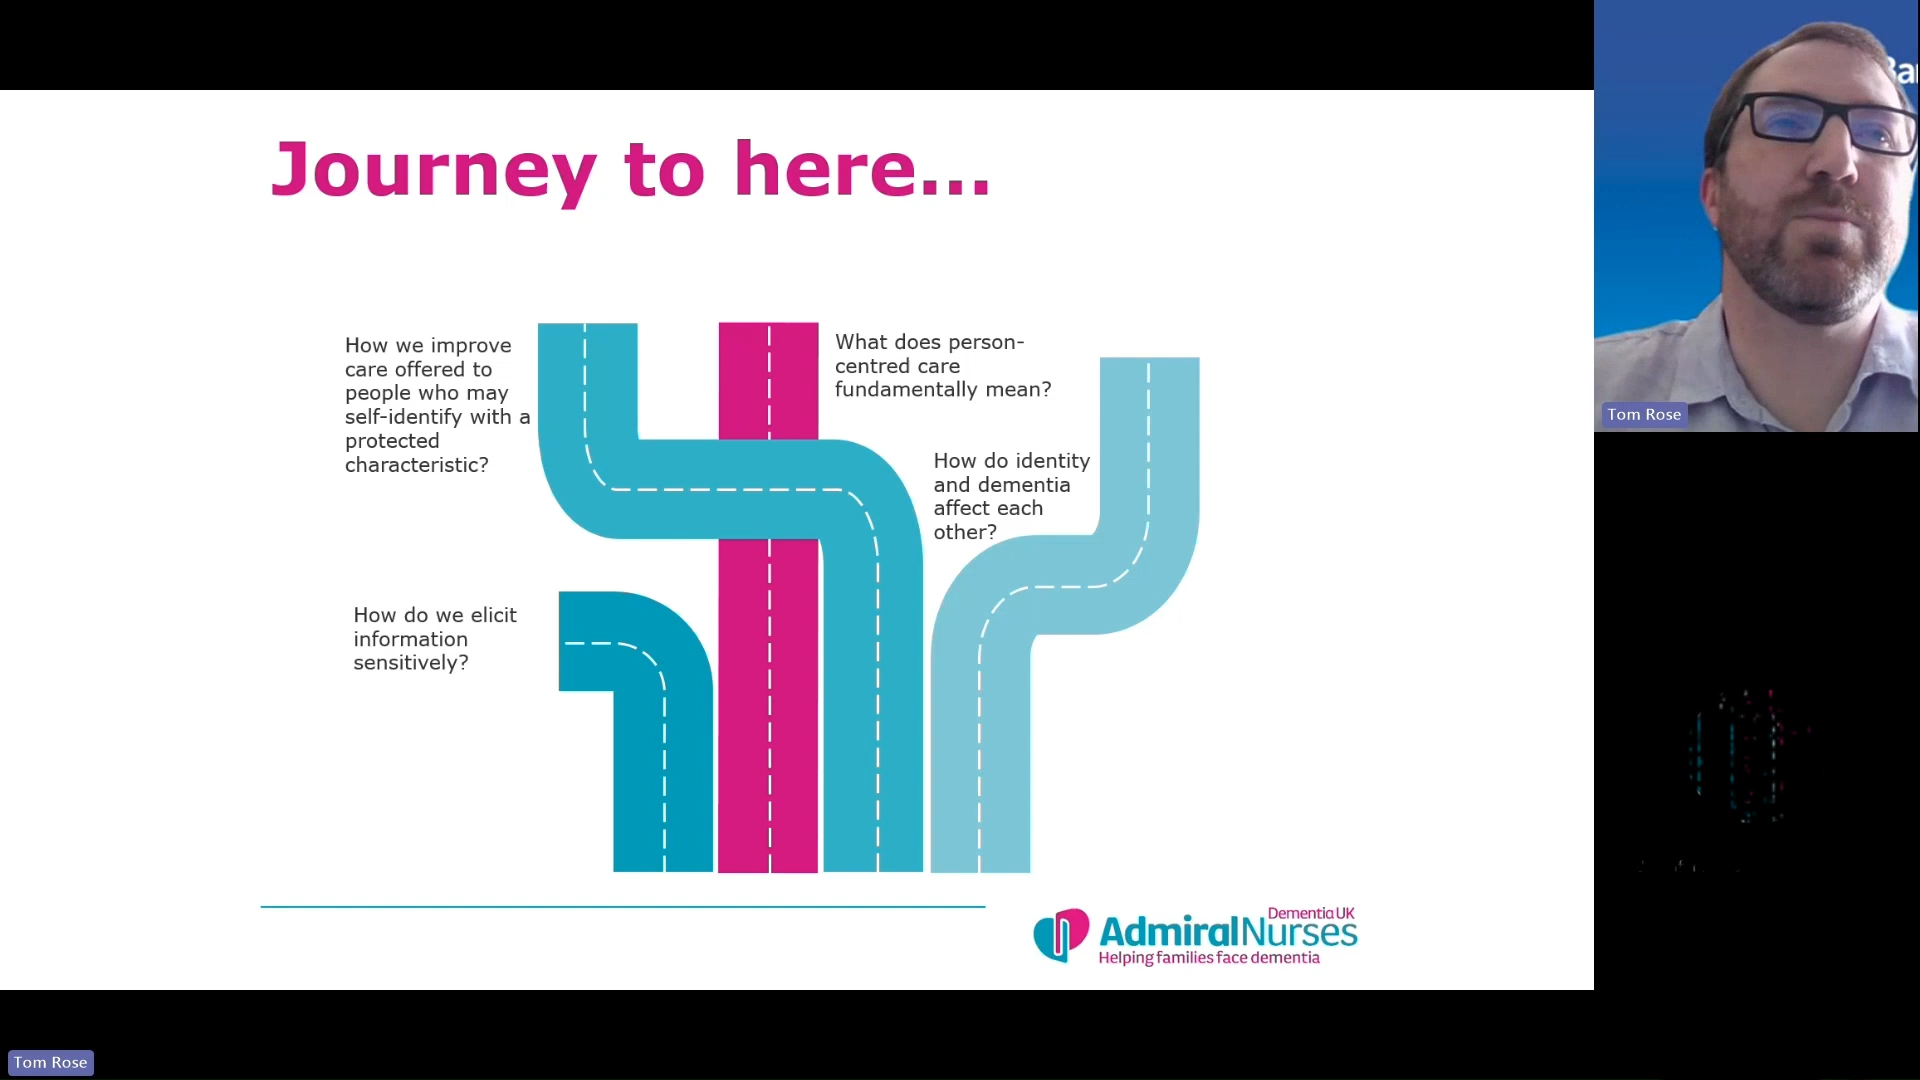 Journey to here...
How we improve
care offered to
people who may
self-identify with a
protected
characteristic?
What does person-
centred care
fundamentally mean?
How do identity
and dementia
affect each
other?
How do we elicit
information
sensitively?
Dementia UK
AdmiralNurses
Helping families face dementia
Tom Rose
Tom Rose